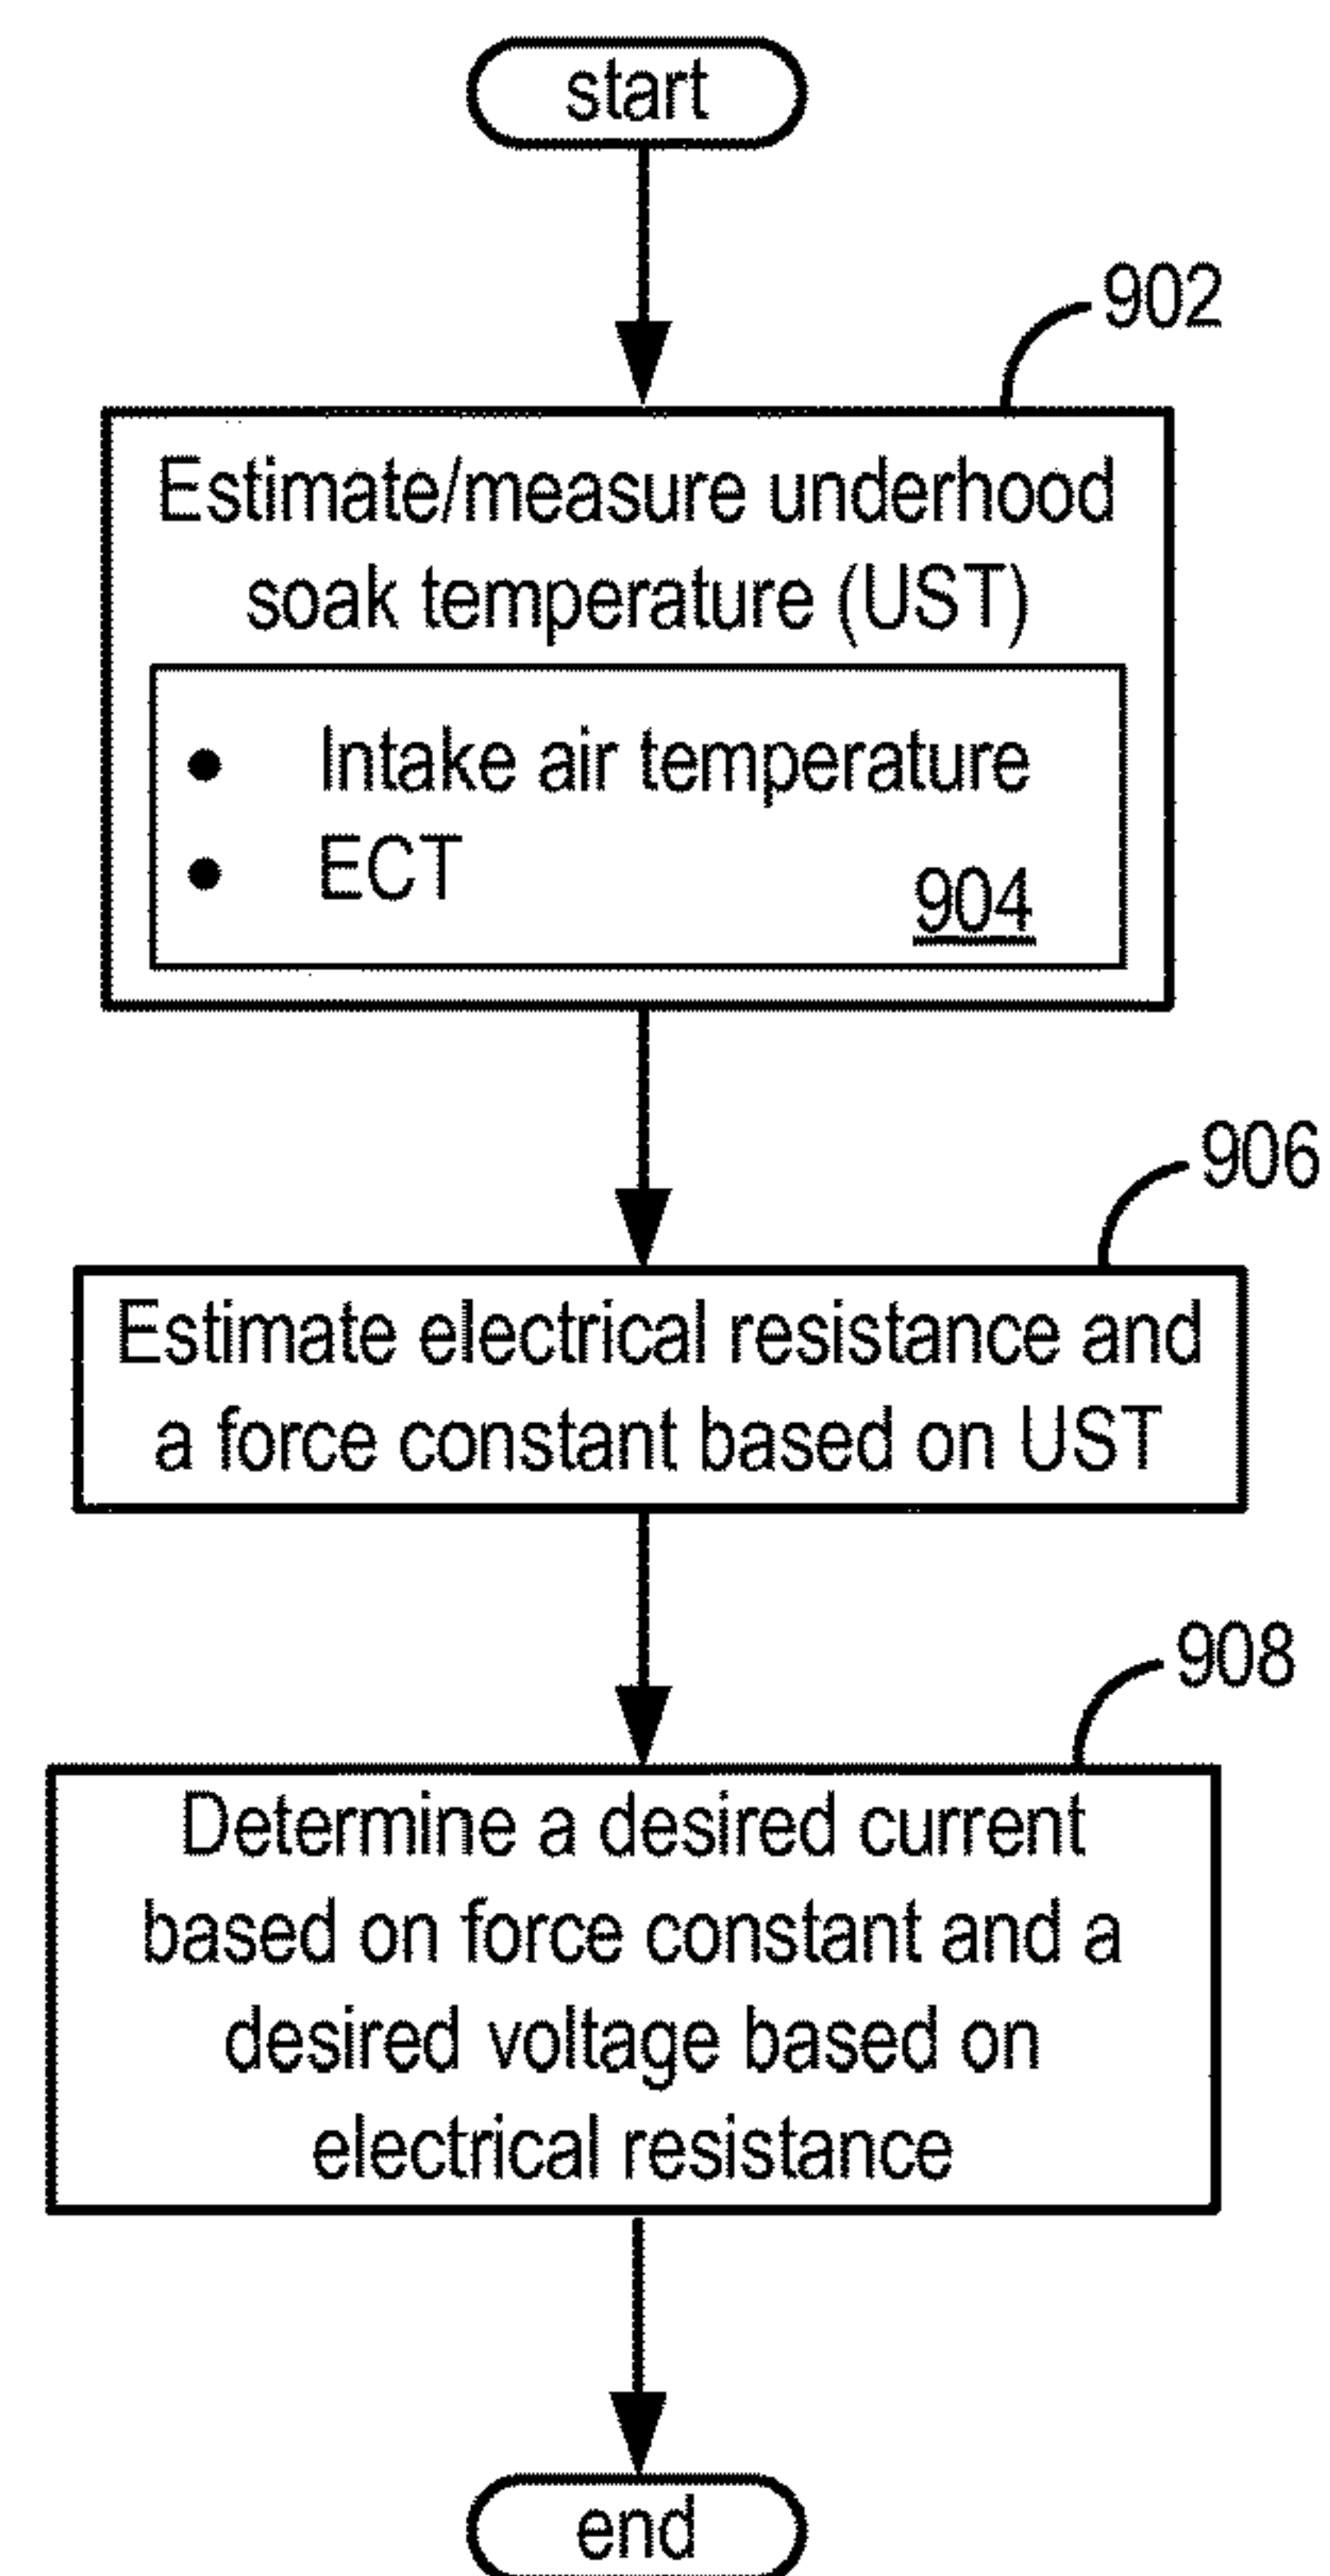 start
902
Estimate/measure underhood
soak temperature (UST)
● Intake air temperature
● ECT
904
906
Estimate electrical resistance and
a force constant based on UST
908
Determine a desired current
based on force constant and a
desired voltage based on
electrical resistance
end